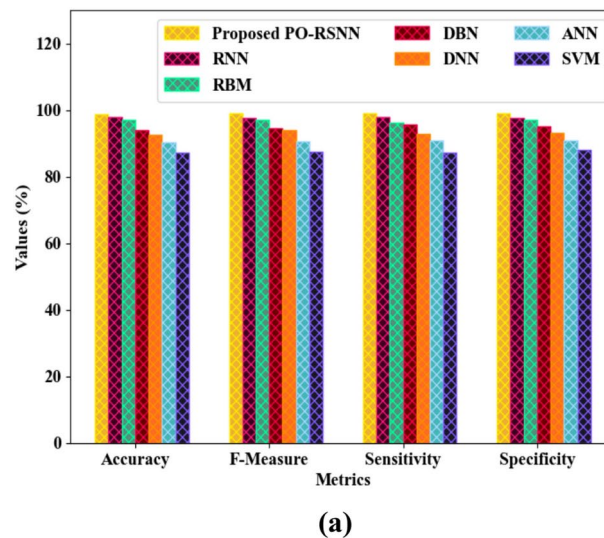 120
100
80
60
40
20
0
Values (%)
Proposed PO-RSNN
RNN
RBM
DBN
DNN
ANN
SVM
Accuracy F-Measure Sensitivity Specificity
Metrics
(a)